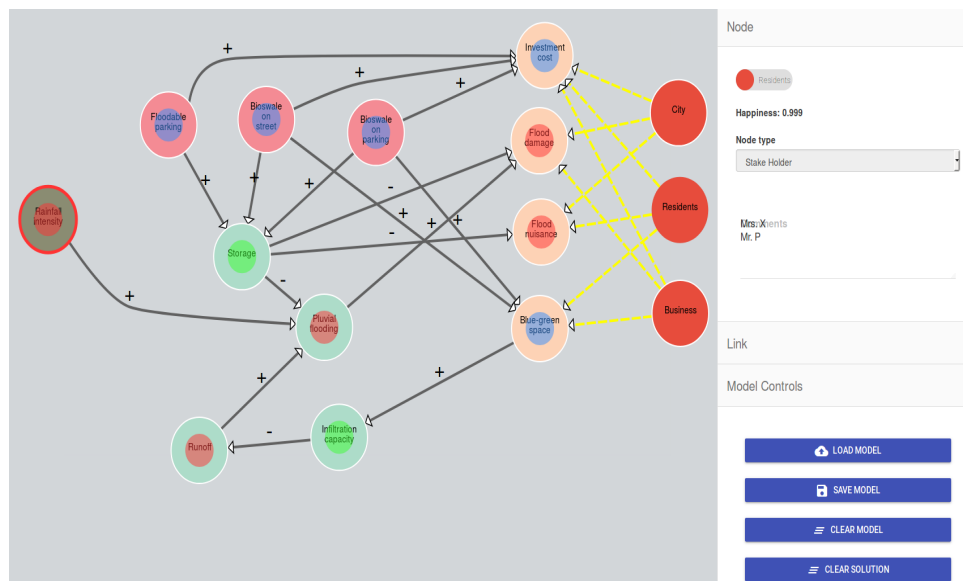 Investment
cost
+
+
+
Floodable
parking
Bioswale
on
street
Bioswale
on
parking
Flood
damage
City
+
+
+
-
Rainfall
intensity
+
+
+
-
Flood
nuisance
Residents
Storage
-
+
Pluvial
flooding
Blue-green
space
Business
+
+
-
Runoff
Infiltration
capacity
Node
Residents
Happiness: 0.999
Node type
Stake Holder
Mrs. X
Mr. P
Link
Model Controls
LOAD MODEL
SAVE MODEL
CLEAR MODEL
CLEAR SOLUTION